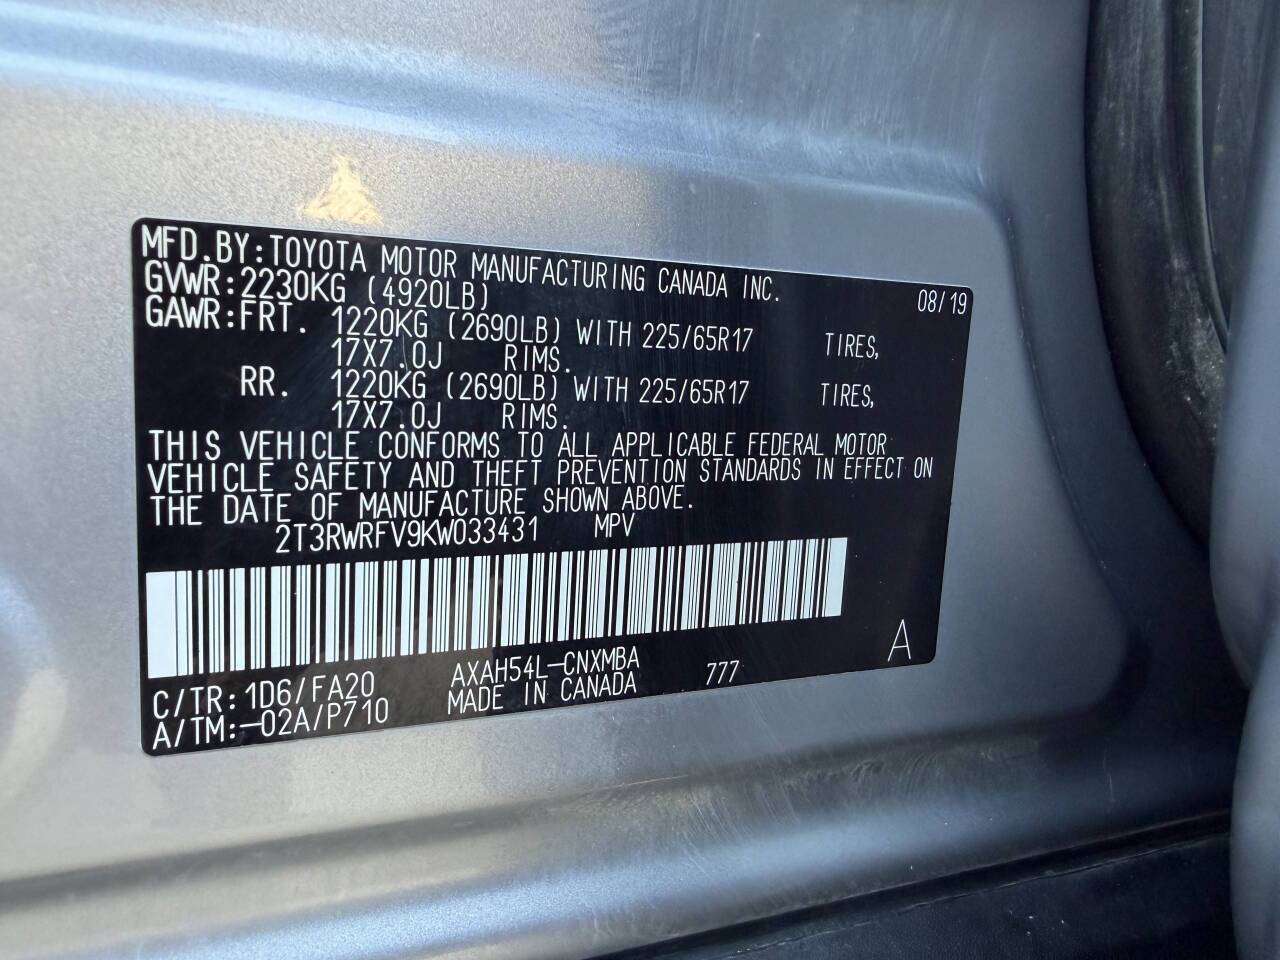 MFD.BY:TOYOTA MOTOR MANUFACTURING CANADA INC. 08/19
GVWR:2230KG (4920LB)
GAWR:FRT. 1220KG (2690LB) WITH 225/65R17 TIRES,
17X7.0J RIMS.
RR. 1220KG (2690LB) WITH 225/65R17 TIRES,
17X7.0J RIMS.
THIS VEHICLE CONFORMS TO ALL APPLICABLE FEDERAL MOTOR
VEHICLE SAFETY AND THEFT PREVENTION STANDARDS IN EFFECT ON
THE DATE OF MANUFACTURE SHOWN ABOVE.
2T3RWRFV9KW033431 MPV
C/TR:1D6/FA20 AXAH54L-CNXMBA 777 A
A/TM:-02A/P710 MADE IN CANADA